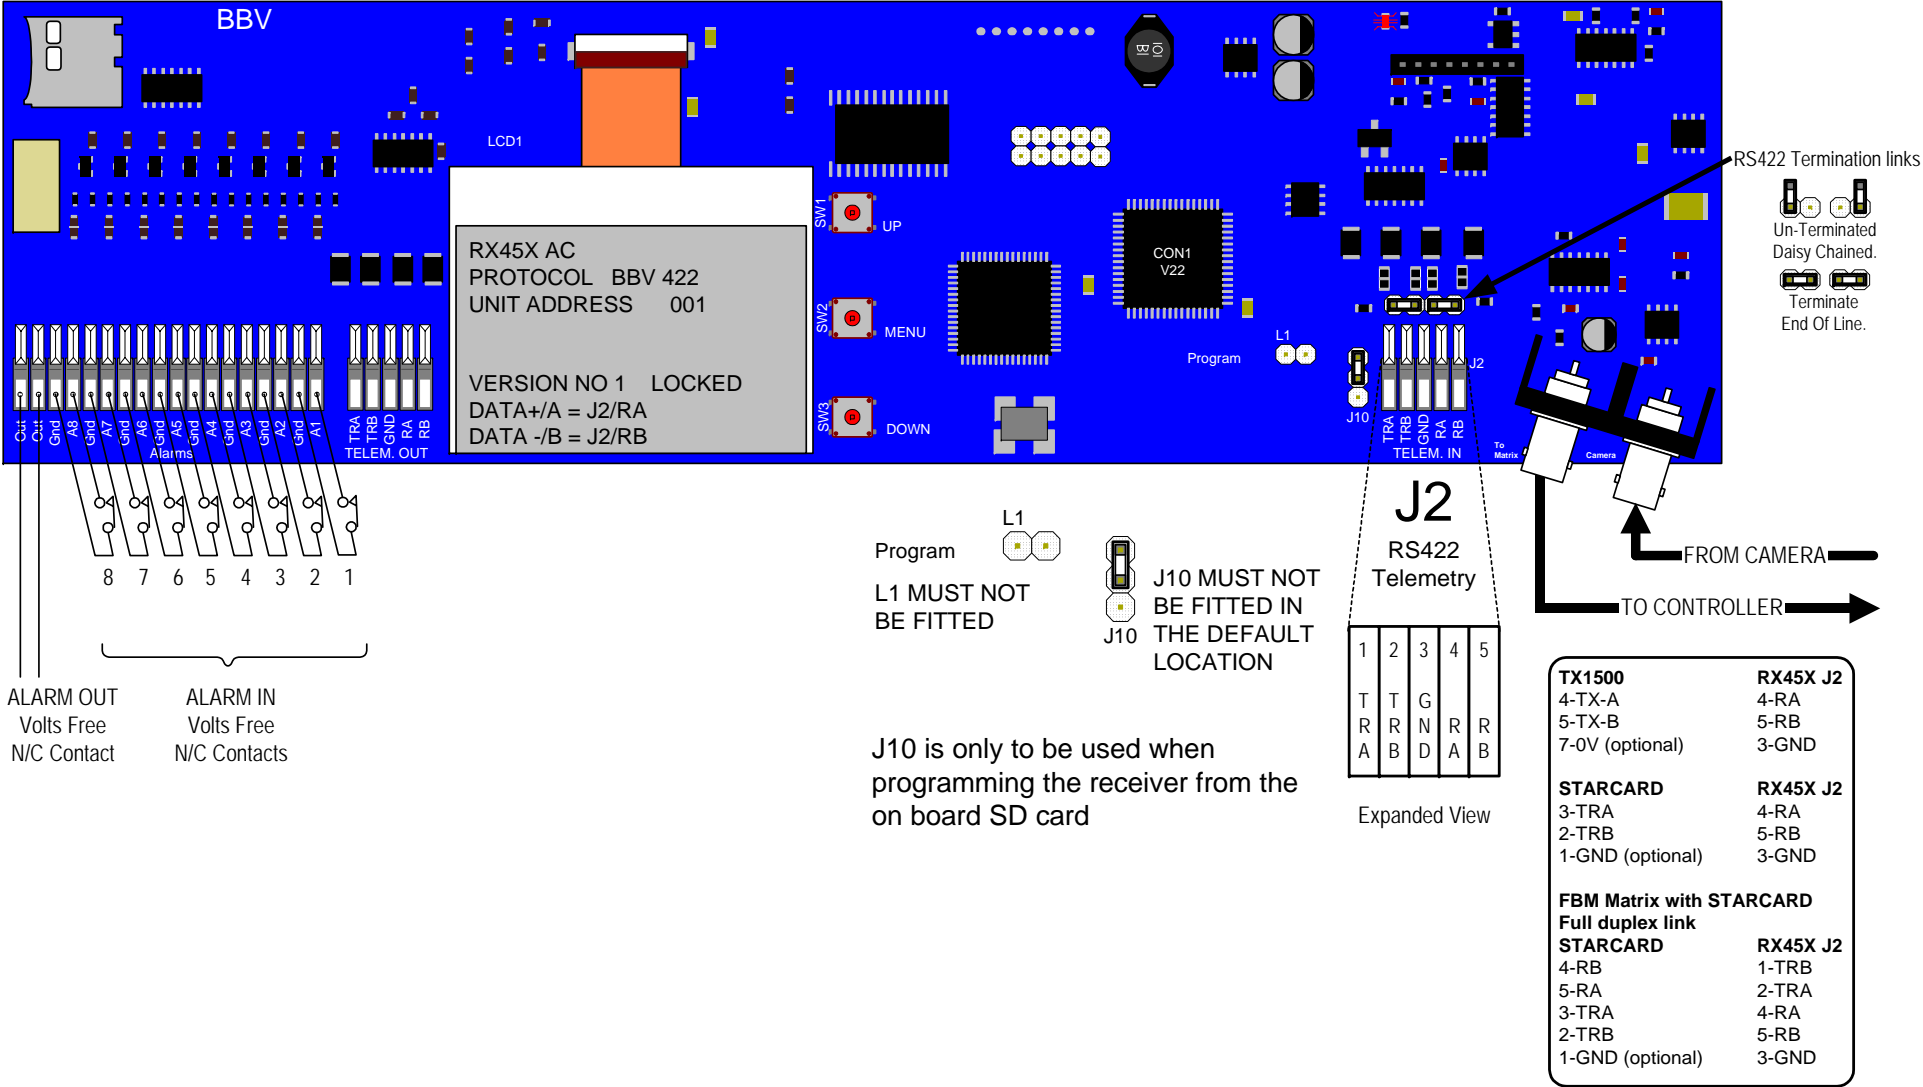 BBV
LCD1
RX45X AC
PROTOCOL BBV 422
UNIT ADDRESS 001
VERSION NO 1 LOCKED
DATA+/A = J2/RA
DATA -/B = J2/RB
SW1
UP
SW2
MENU
SW3
DOWN
CON1
V22
Program
L1
J10
J2
TRA
TRB
GND
RA
RB
TELEM. IN
To
Matrix
Camera
Out
Out
Gnd
A8
Gnd
A7
Gnd
A6
Gnd
A5
Gnd
A4
Gnd
A3
Gnd
A2
Gnd
A1
Alarms
TRA
TRB
GND
RA
RB
TELEM. OUT
RS422 Termination links
Un-Terminated
Daisy Chained.
Terminate
End Of Line.
8 7 6 5 4 3 2 1
ALARM OUT
Volts Free
N/C Contact
ALARM IN
Volts Free
N/C Contacts
L1
Program
L1 MUST NOT
BE FITTED
J10
J10 MUST NOT
BE FITTED IN
THE DEFAULT
LOCATION
J10 is only to be used when
programming the receiver from the
on board SD card
J2
RS422
Telemetry
1 2 3 4 5
TRA
TRB
GND
RA
RB
Expanded View
FROM CAMERA
TO CONTROLLER
TX1500 RX45X J2
4-TX-A 4-RA
5-TX-B 5-RB
7-0V (optional) 3-GND
STARCARD RX45X J2
3-TRA 4-RA
2-TRB 5-RB
1-GND (optional) 3-GND
FBM Matrix with STARCARD
Full duplex link
STARCARD RX45X J2
4-RB 1-TRB
5-RA 2-TRA
3-TRA 4-RA
2-TRB 5-RB
1-GND (optional) 3-GND